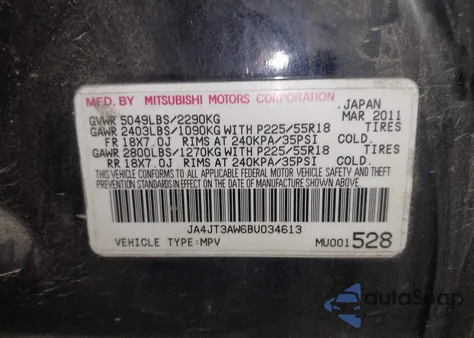 MFD. BY MITSUBISHI MOTORS CORPORATION
JAPAN
MAR 2011
GVWR 5049LBS/2290KG
GAWR 2403LBS/1090KG WITH P225/55R18 TIRES
FR 18X7.0J RIMS AT 240KPA/35PSI COLD.
GAWR 2800LBS/1270KG WITH P225/55R18 TIRES
RR 18X7.0J RIMS AT 240KPA/35PSI COLD.
THIS VEHICLE CONFORMS TO ALL APPLICABLE FEDERAL MOTOR VEHICLE SAFETY AND
THEFT PREVENTION STANDARDS IN EFFECT ON THE DATE OF MANUFACTURE SHOWN ABOVE.
JA4JT3AW6BU034613
VEHICLE TYPE:MPV
MU001528
autoSnap